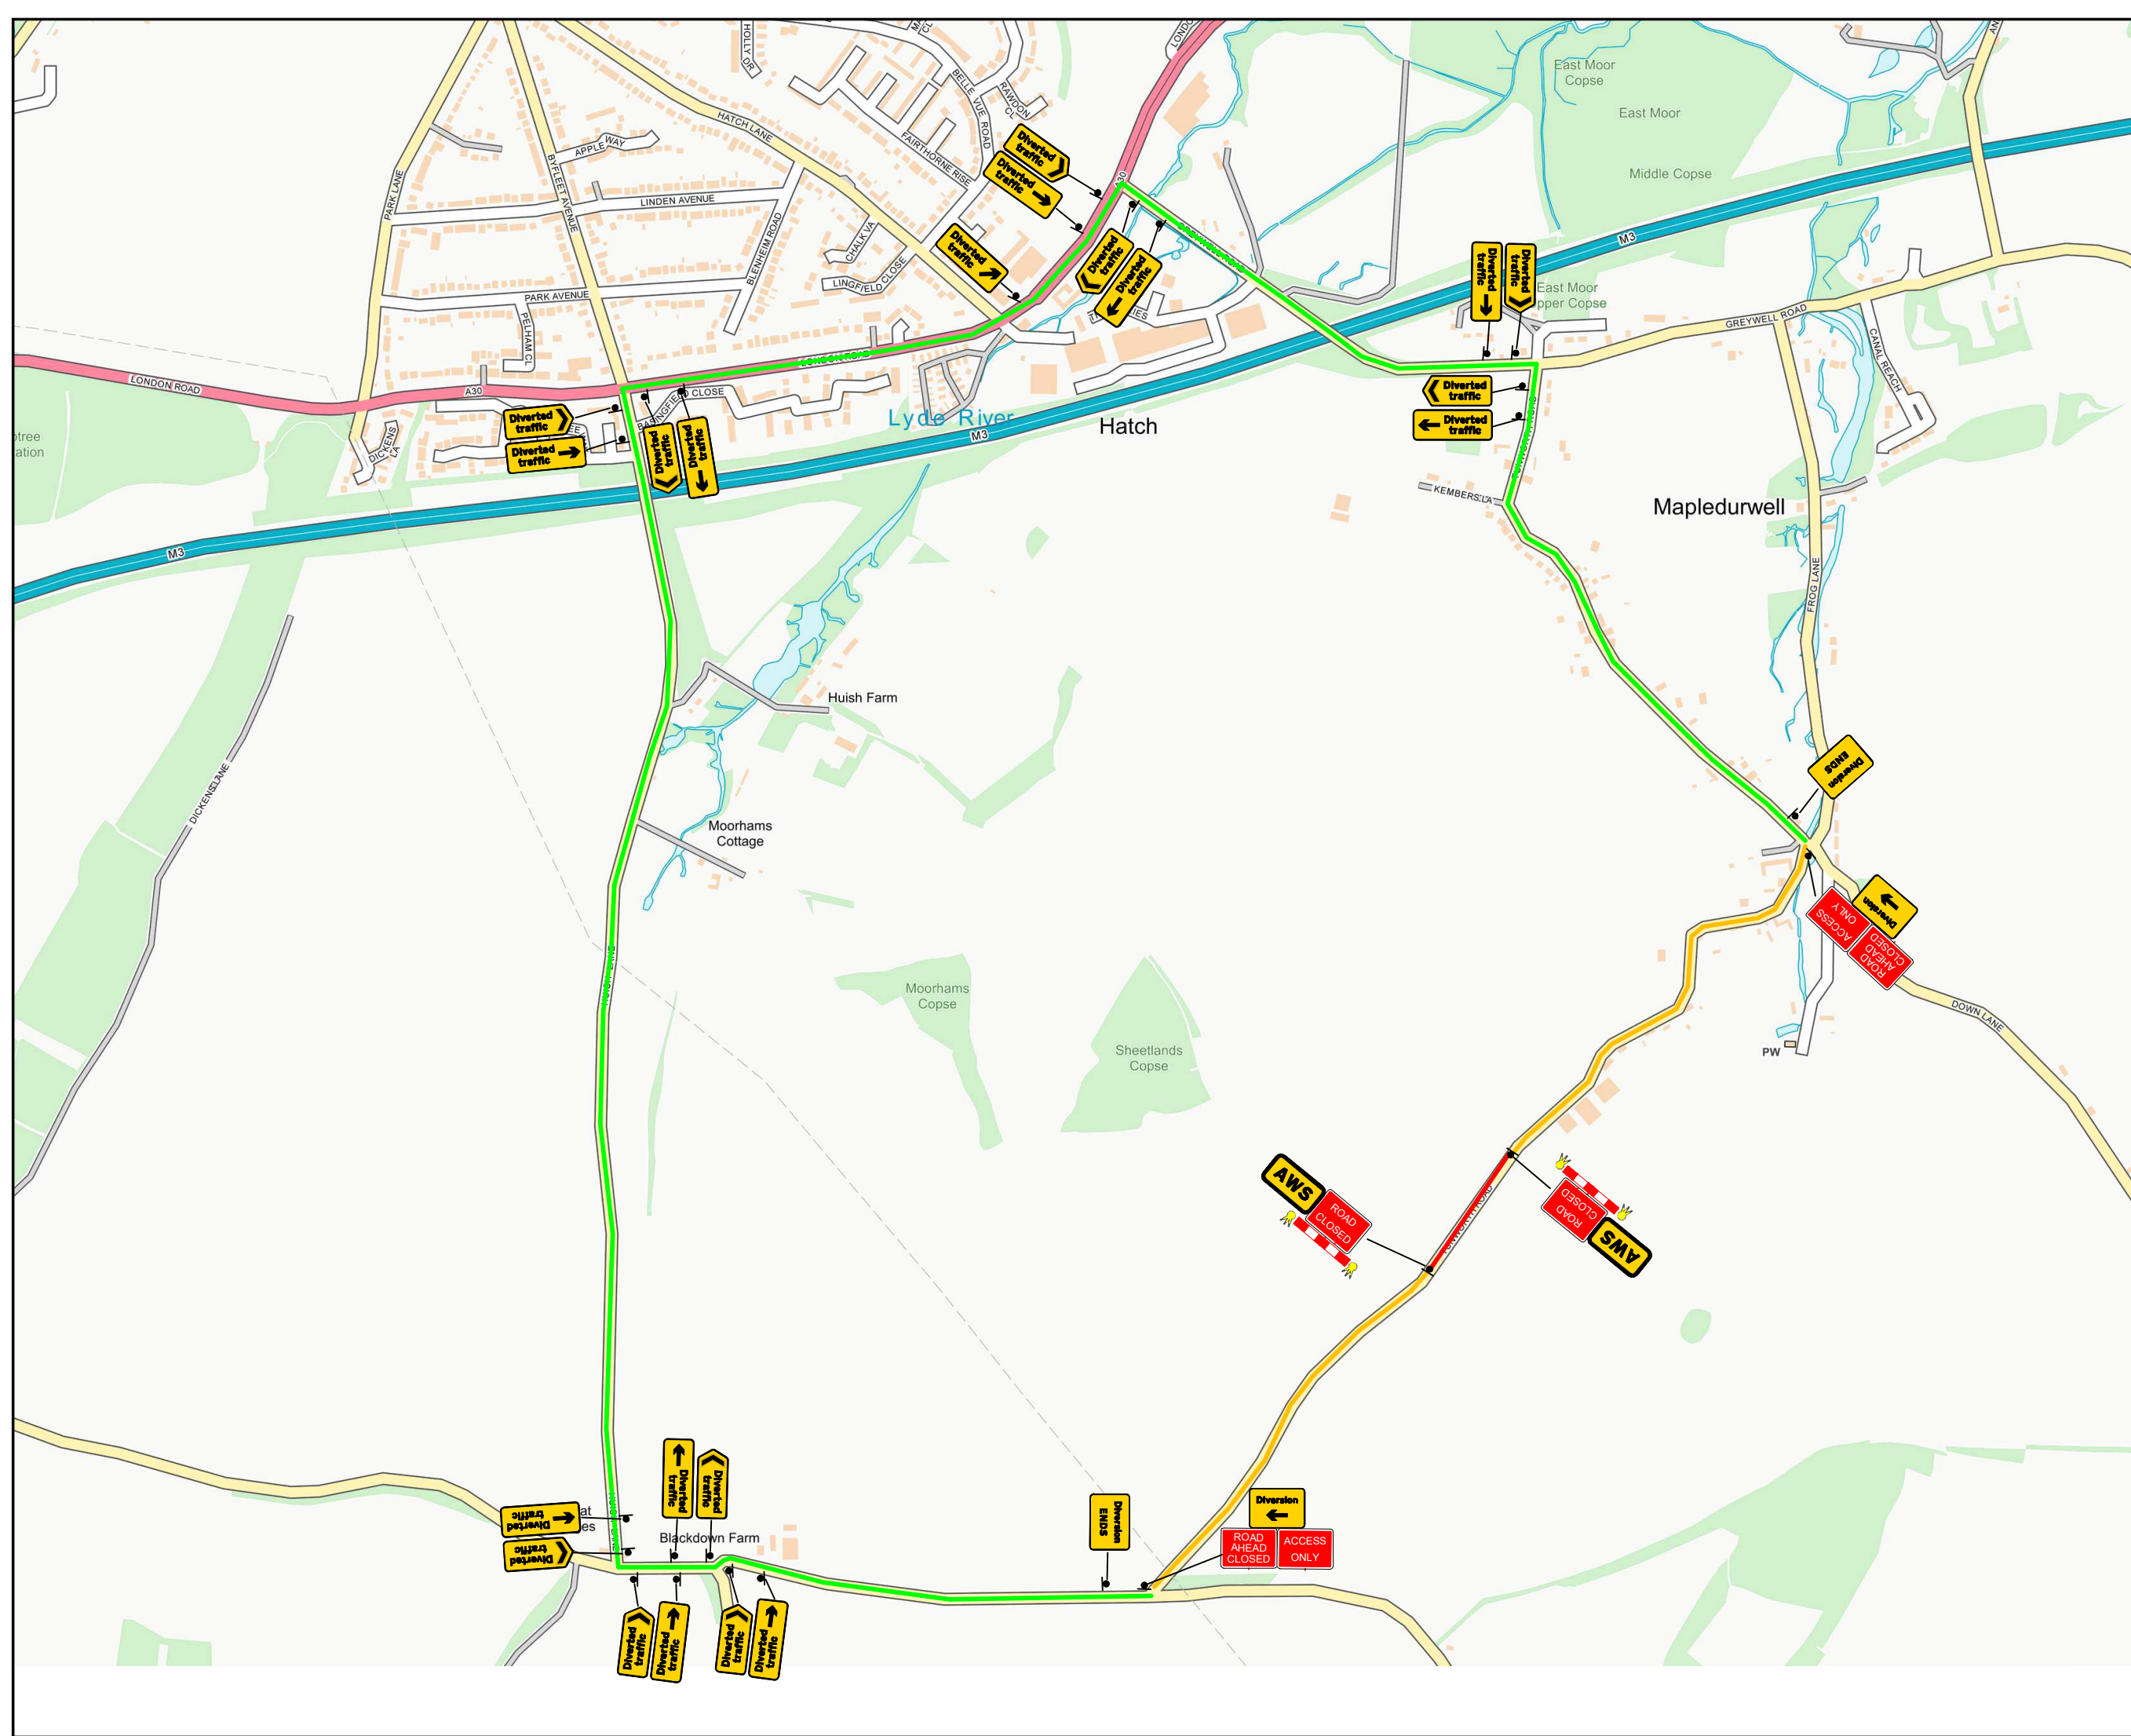 HOLLY DR
BELLE VUE ROAD
RAWDON
CL
HATCH LANE
FAIRTHORNE RISE
PARK LANE
BYFLEET AVENUE
APPLE WAY
LINDEN AVENUE
BLENHEIM ROAD
PARK AVENUE
PELHAM CL
LINGFIELD CLOSE
East Moor
Copse
East Moor
Middle Copse
M3
East Moor
GREYWELL ROAD
CANAL REACH
Diverted
traffic
Diverted
traffic
Diverted
traffic
Diverted
traffic
Diverted
traffic
Diverted
traffic
Diverted
traffic
Diverted
traffic
Diverted
traffic
LONDON ROAD
A30
LONDON ROAD
CLOSE
DICKENS
LA
Diverted
traffic
Diverted
traffic
Diverted
traffic
Diverted
traffic
Lyde River
M3
Hatch
M3
KEMBERS LA
Mapledurwell
FROG LANE
Huish Farm
DICKENS LANE
Moorhams
Cottage
Diversion
ENDS
Diversion
ACCESS
ONLY
ROAD
AHEAD
CLOSED
DOWN LANE
PW
Moorhams
Copse
Sheetlands
Copse
AWS
ROAD
CLOSED
ROAD
CLOSED
AWS
Diverted
traffic
Diverted
traffic
Diverted
traffic
Diverted
traffic
Blackdown Farm
Diversion
ENDS
Diversion
ROAD
AHEAD
CLOSED
ACCESS
ONLY
Diverted
traffic
Diverted
traffic
Diverted
traffic
Diverted
traffic